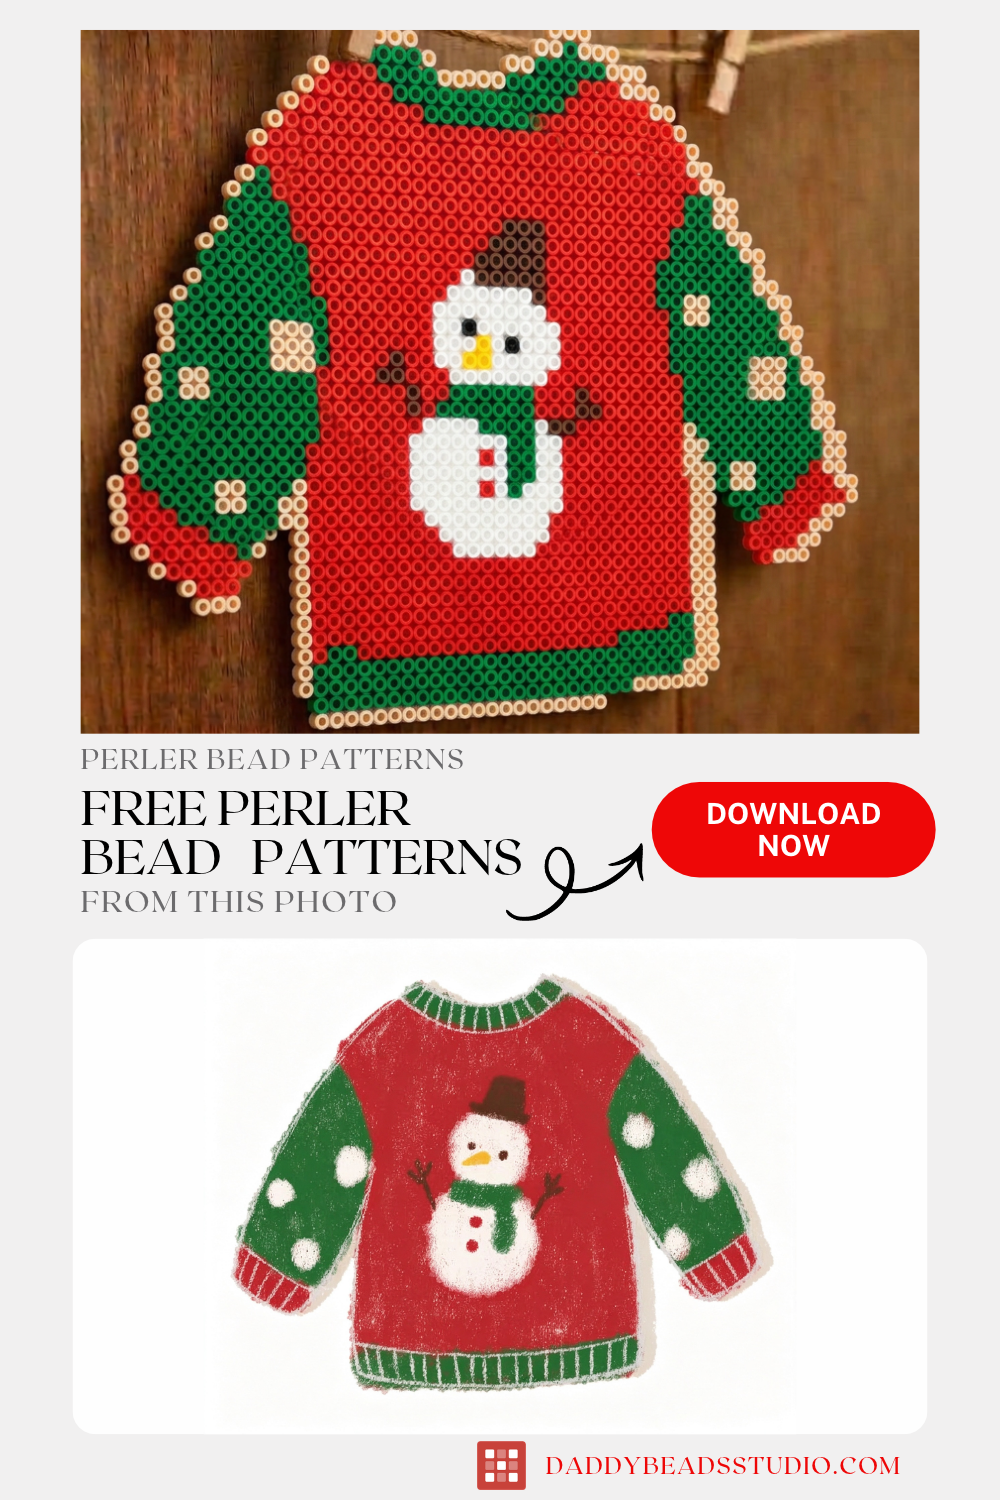 PERLER BEAD PATTERNS
FREE PERLER
BEAD PATTERNS
FROM THIS PHOTO
DOWNLOAD
NOW
DADDYBEADSSTUDIO.COM